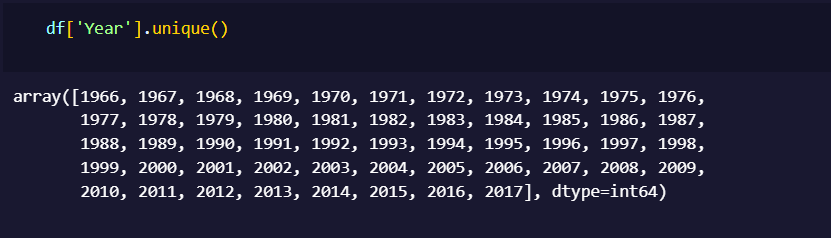 df['Year'].unique()
array([1966, 1967, 1968, 1969, 1970, 1971, 1972, 1973, 1974, 1975, 1976,
1977, 1978, 1979, 1980, 1981, 1982, 1983, 1984, 1985, 1986, 1987,
1988, 1989, 1990, 1991, 1992, 1993, 1994, 1995, 1996, 1997, 1998,
1999, 2000, 2001, 2002, 2003, 2004, 2005, 2006, 2007, 2008, 2009,
2010, 2011, 2012, 2013, 2014, 2015, 2016, 2017], dtype=int64)